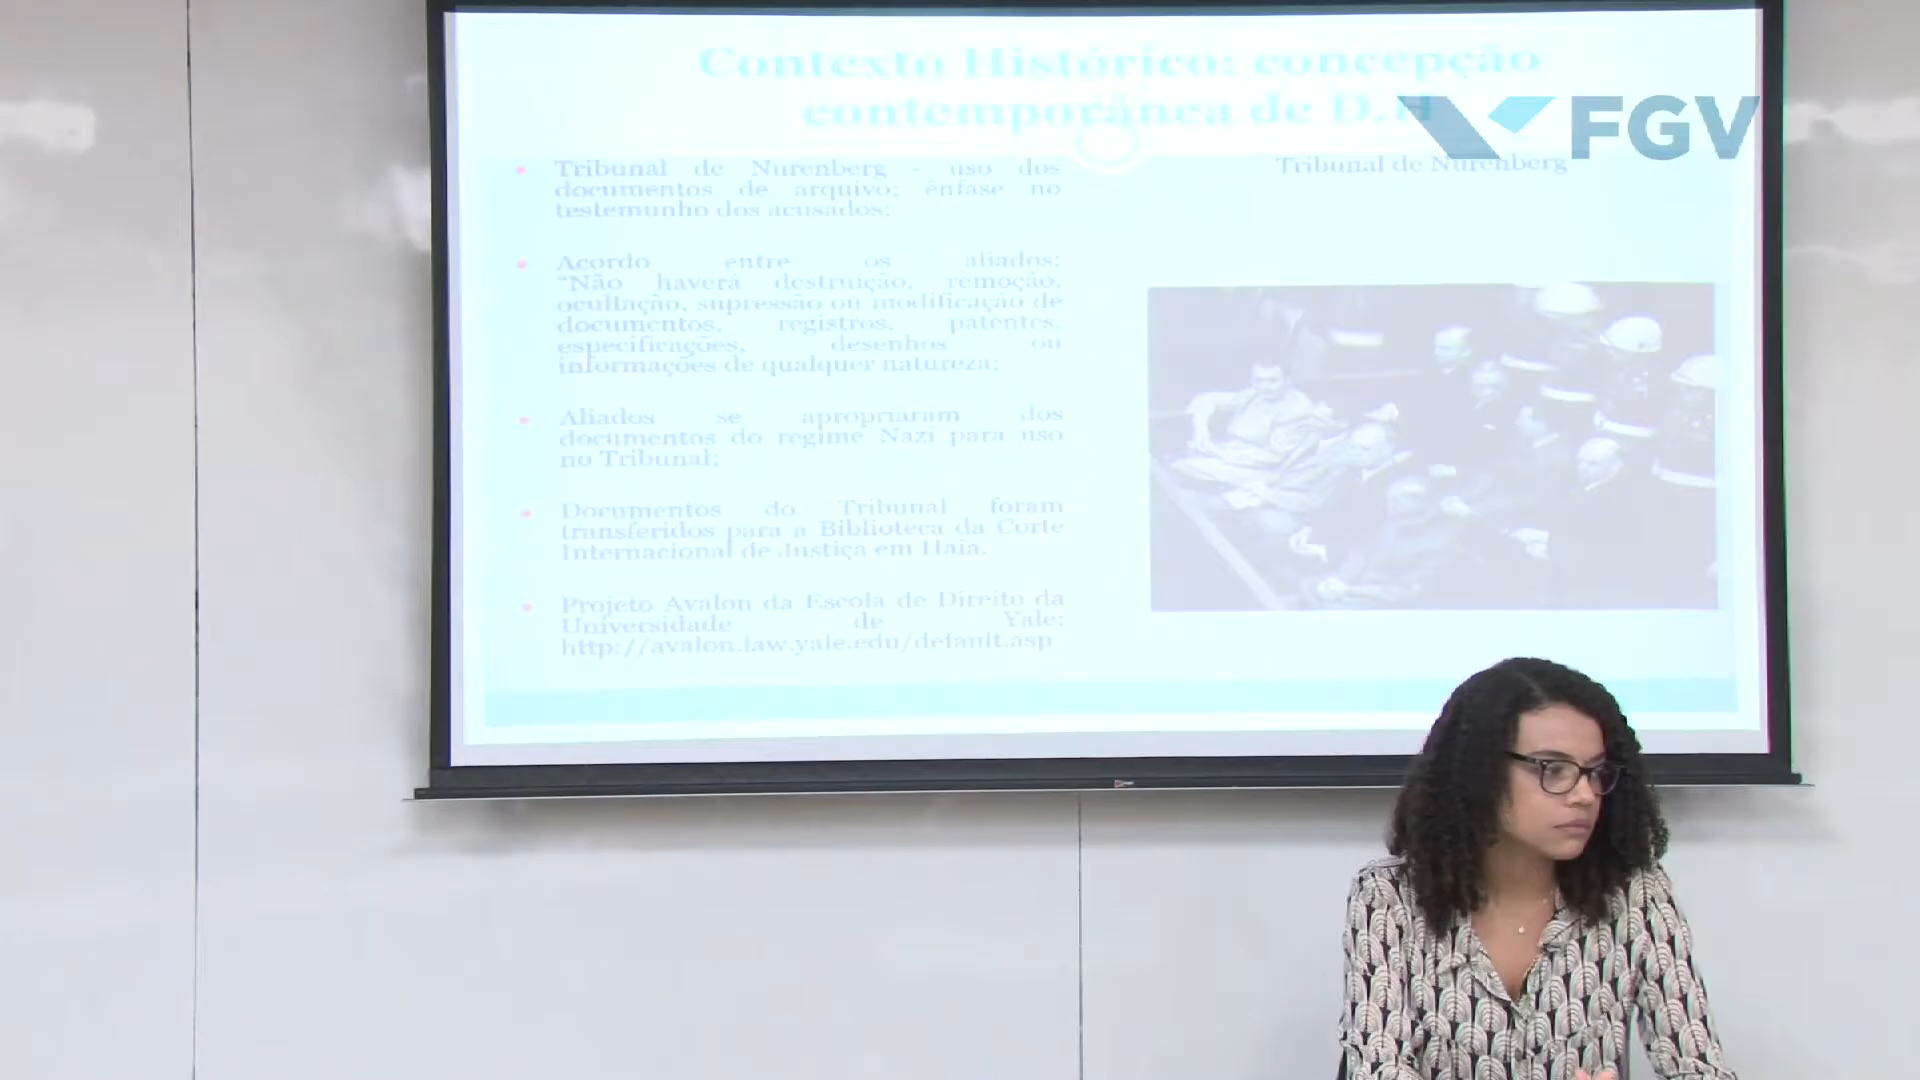 Contexto Histórico: concepção
contemporânea de D.H
FGV
Tribunal de Nurenberg - uso dos
documentos de arquivo; ênfase no
testemunho dos acusados;
Acordo entre os aliados:
“Não haverá destruição, remoção,
ocultação, supressão ou modificação de
documentos, registros, patentes,
especificações, desenhos ou
informações de qualquer natureza;
Aliados se apropriaram dos
documentos do regime Nazi para uso
no Tribunal;
Documentos do Tribunal foram
transferidos para a Biblioteca da Corte
Internacional de Justiça em Haia.
Projeto Avalon da Escola de Direito da
Universidade de Yale:
http://avalon.law.yale.edu/default.asp
Tribunal de Nurenberg